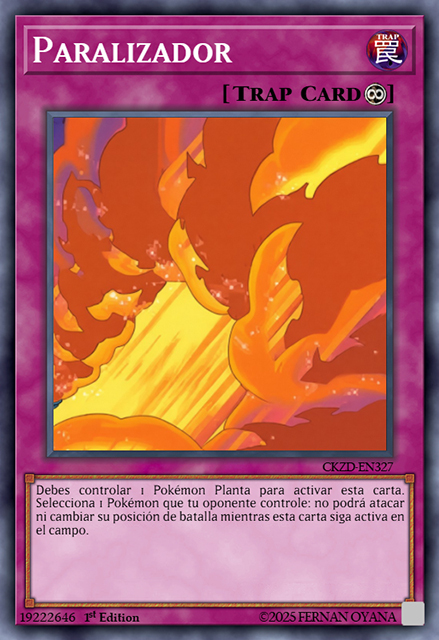 PARALIZADOR
TRAP
罠
[TRAP CARD]
CKZD-EN327
Debes controlar 1 Pokémon Planta para activar esta carta.
Selecciona 1 Pokémon que tu oponente controle: no podrá atacar
ni cambiar su posición de batalla mientras esta carta siga activa en
el campo.
19222646 1st Edition ©2025 FERNAN OYANA